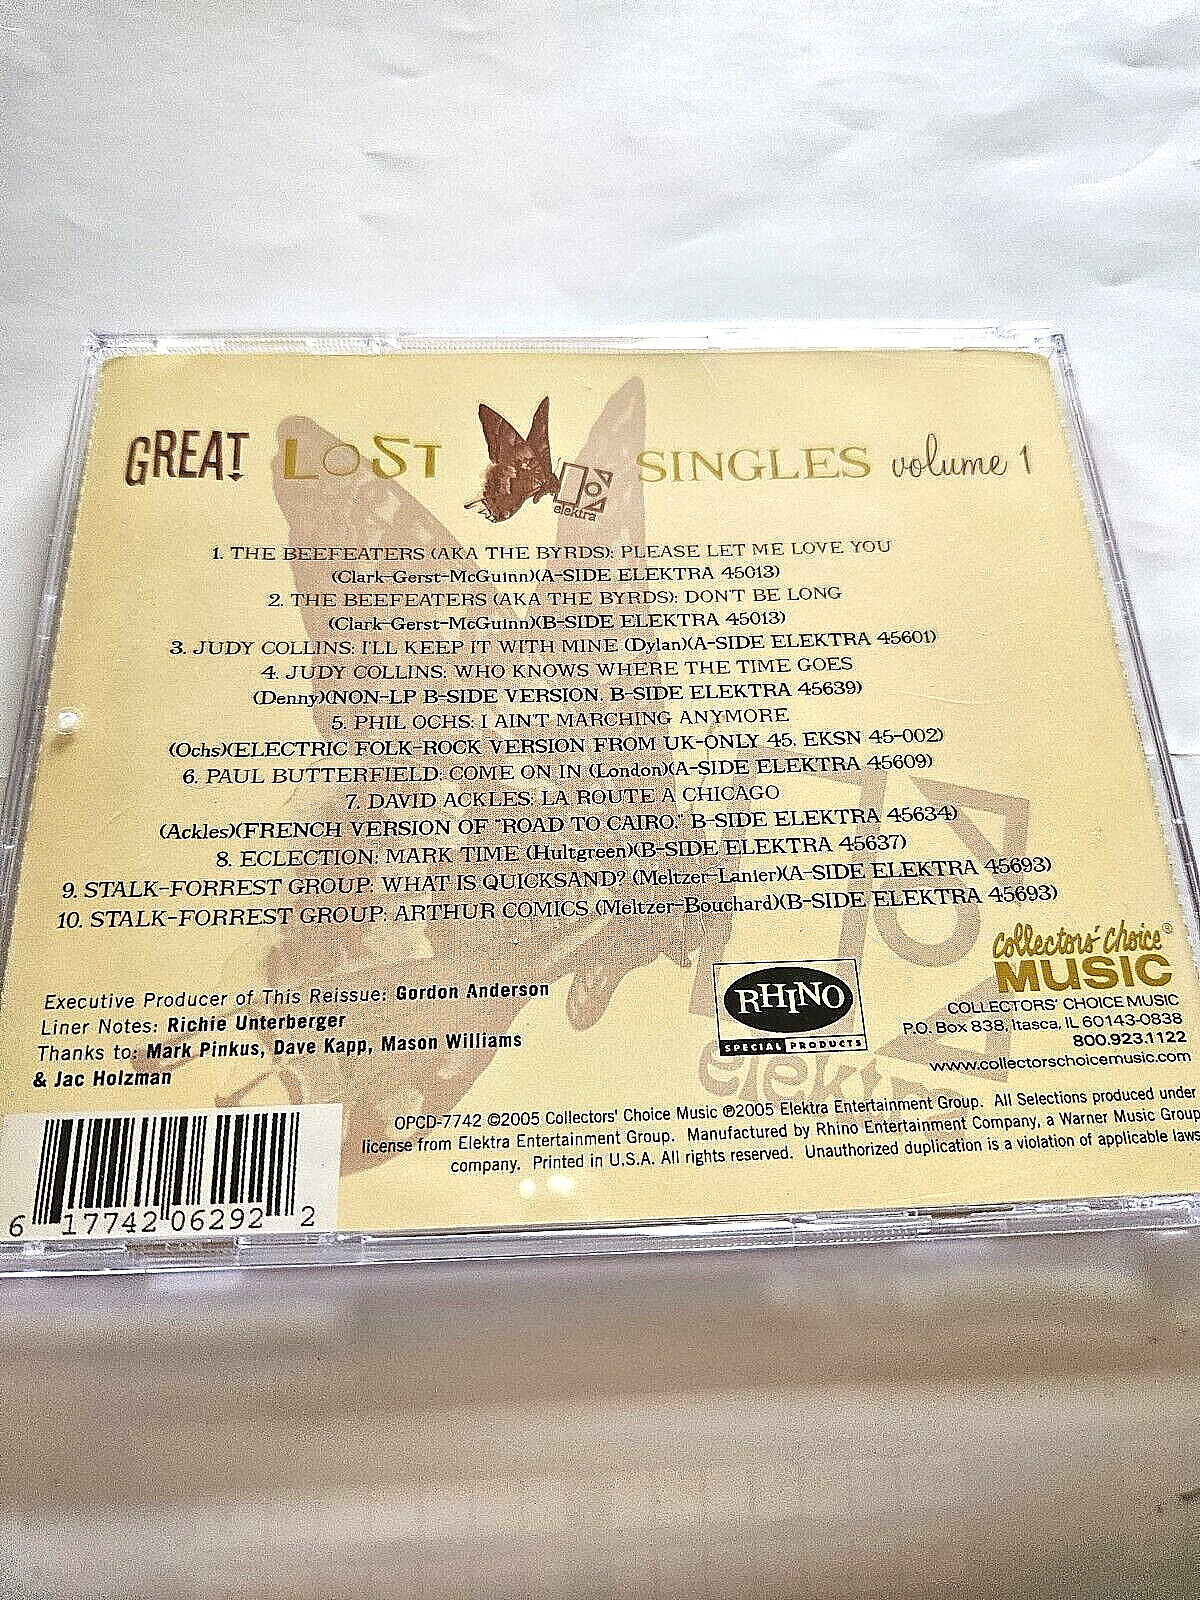 GREAT LOST elektra SINGLES volume 1
1. THE BEEFEATERS (AKA THE BYRDS): PLEASE LET ME LOVE YOU
(Clark-Gerst-McGuinn)(A-SIDE ELEKTRA 45013)
2. THE BEEFEATERS (AKA THE BYRDS): DON'T BE LONG
(Clark-Gerst-McGuinn)(B-SIDE ELEKTRA 45013)
3. JUDY COLLINS: I'LL KEEP IT WITH MINE (Dylan)(A-SIDE ELEKTRA 45601)
4. JUDY COLLINS: WHO KNOWS WHERE THE TIME GOES
(Denny)(NON-LP B-SIDE VERSION, B-SIDE ELEKTRA 45639)
5. PHIL OCHS: I AIN'T MARCHING ANYMORE
(Ochs)(ELECTRIC FOLK-ROCK VERSION FROM UK-ONLY 45, EKSN 45-002)
6. PAUL BUTTERFIELD: COME ON IN (London)(A-SIDE ELEKTRA 45609)
7. DAVID ACKLES: LA ROUTE A CHICAGO
(Ackles)(FRENCH VERSION OF "ROAD TO CAIRO," B-SIDE ELEKTRA 45634)
8. ECLECTION: MARK TIME (Hultgreen)(B-SIDE ELEKTRA 45637)
9. STALK-FORREST GROUP: WHAT IS QUICKSAND? (Meltzer-Lanier)(A-SIDE ELEKTRA 45693)
10. STALK-FORREST GROUP: ARTHUR COMICS (Meltzer-Bouchard)(B-SIDE ELEKTRA 45693)
Executive Producer of This Reissue: Gordon Anderson
Liner Notes: Richie Unterberger
Thanks to: Mark Pinkus, Dave Kapp, Mason Williams
& Jac Holzman
RHINO
SPECIAL PRODUCTS
elektra
Collectors' Choice®
MUSIC
COLLECTORS' CHOICE MUSIC
P.O. Box 838, Itasca, IL 60143-0838
800.923.1122
www.collectorschoicemusic.com
OPCD-7742 ©2005 Collectors' Choice Music ℗2005 Elektra Entertainment Group. All Selections produced under
license from Elektra Entertainment Group. Manufactured by Rhino Entertainment Company, a Warner Music Group
company. Printed in U.S.A. All rights reserved. Unauthorized duplication is a violation of applicable laws
6 17742 06292 2